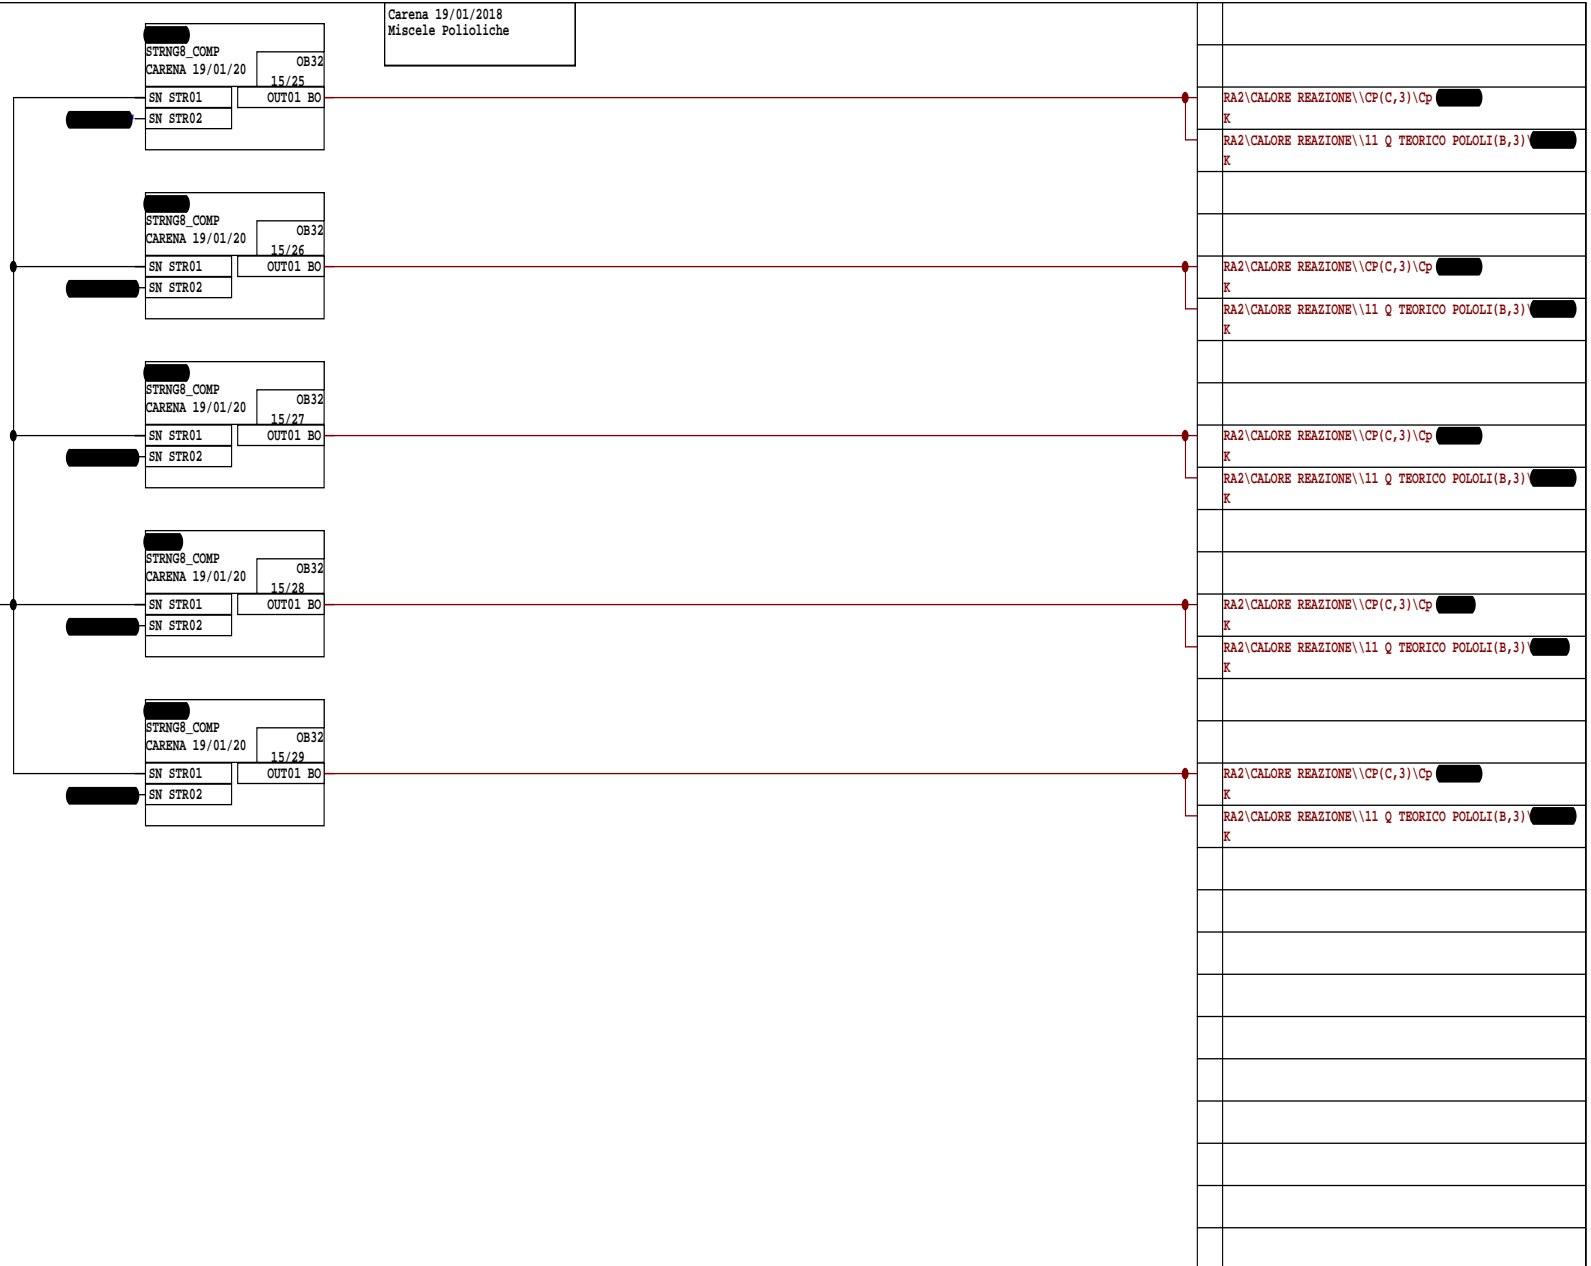 Carena 19/01/2018
Miscele Polioliche
STRNG8_COMP
CARENA 19/01/20
OB32
15/25
SN STR01
OUT01 BO
SN STR02
RA2\CALORE REAZIONE\\CP(C,3)\Cp
K
RA2\CALORE REAZIONE\\11 Q TEORICO POLOLI(B,3)\
K
STRNG8_COMP
CARENA 19/01/20
OB32
15/26
SN STR01
OUT01 BO
SN STR02
RA2\CALORE REAZIONE\\CP(C,3)\Cp
K
RA2\CALORE REAZIONE\\11 Q TEORICO POLOLI(B,3)\
K
STRNG8_COMP
CARENA 19/01/20
OB32
15/27
SN STR01
OUT01 BO
SN STR02
RA2\CALORE REAZIONE\\CP(C,3)\Cp
K
RA2\CALORE REAZIONE\\11 Q TEORICO POLOLI(B,3)\
K
STRNG8_COMP
CARENA 19/01/20
OB32
15/28
SN STR01
OUT01 BO
SN STR02
RA2\CALORE REAZIONE\\CP(C,3)\Cp
K
RA2\CALORE REAZIONE\\11 Q TEORICO POLOLI(B,3)\
K
STRNG8_COMP
CARENA 19/01/20
OB32
15/29
SN STR01
OUT01 BO
SN STR02
RA2\CALORE REAZIONE\\CP(C,3)\Cp
K
RA2\CALORE REAZIONE\\11 Q TEORICO POLOLI(B,3)\
K